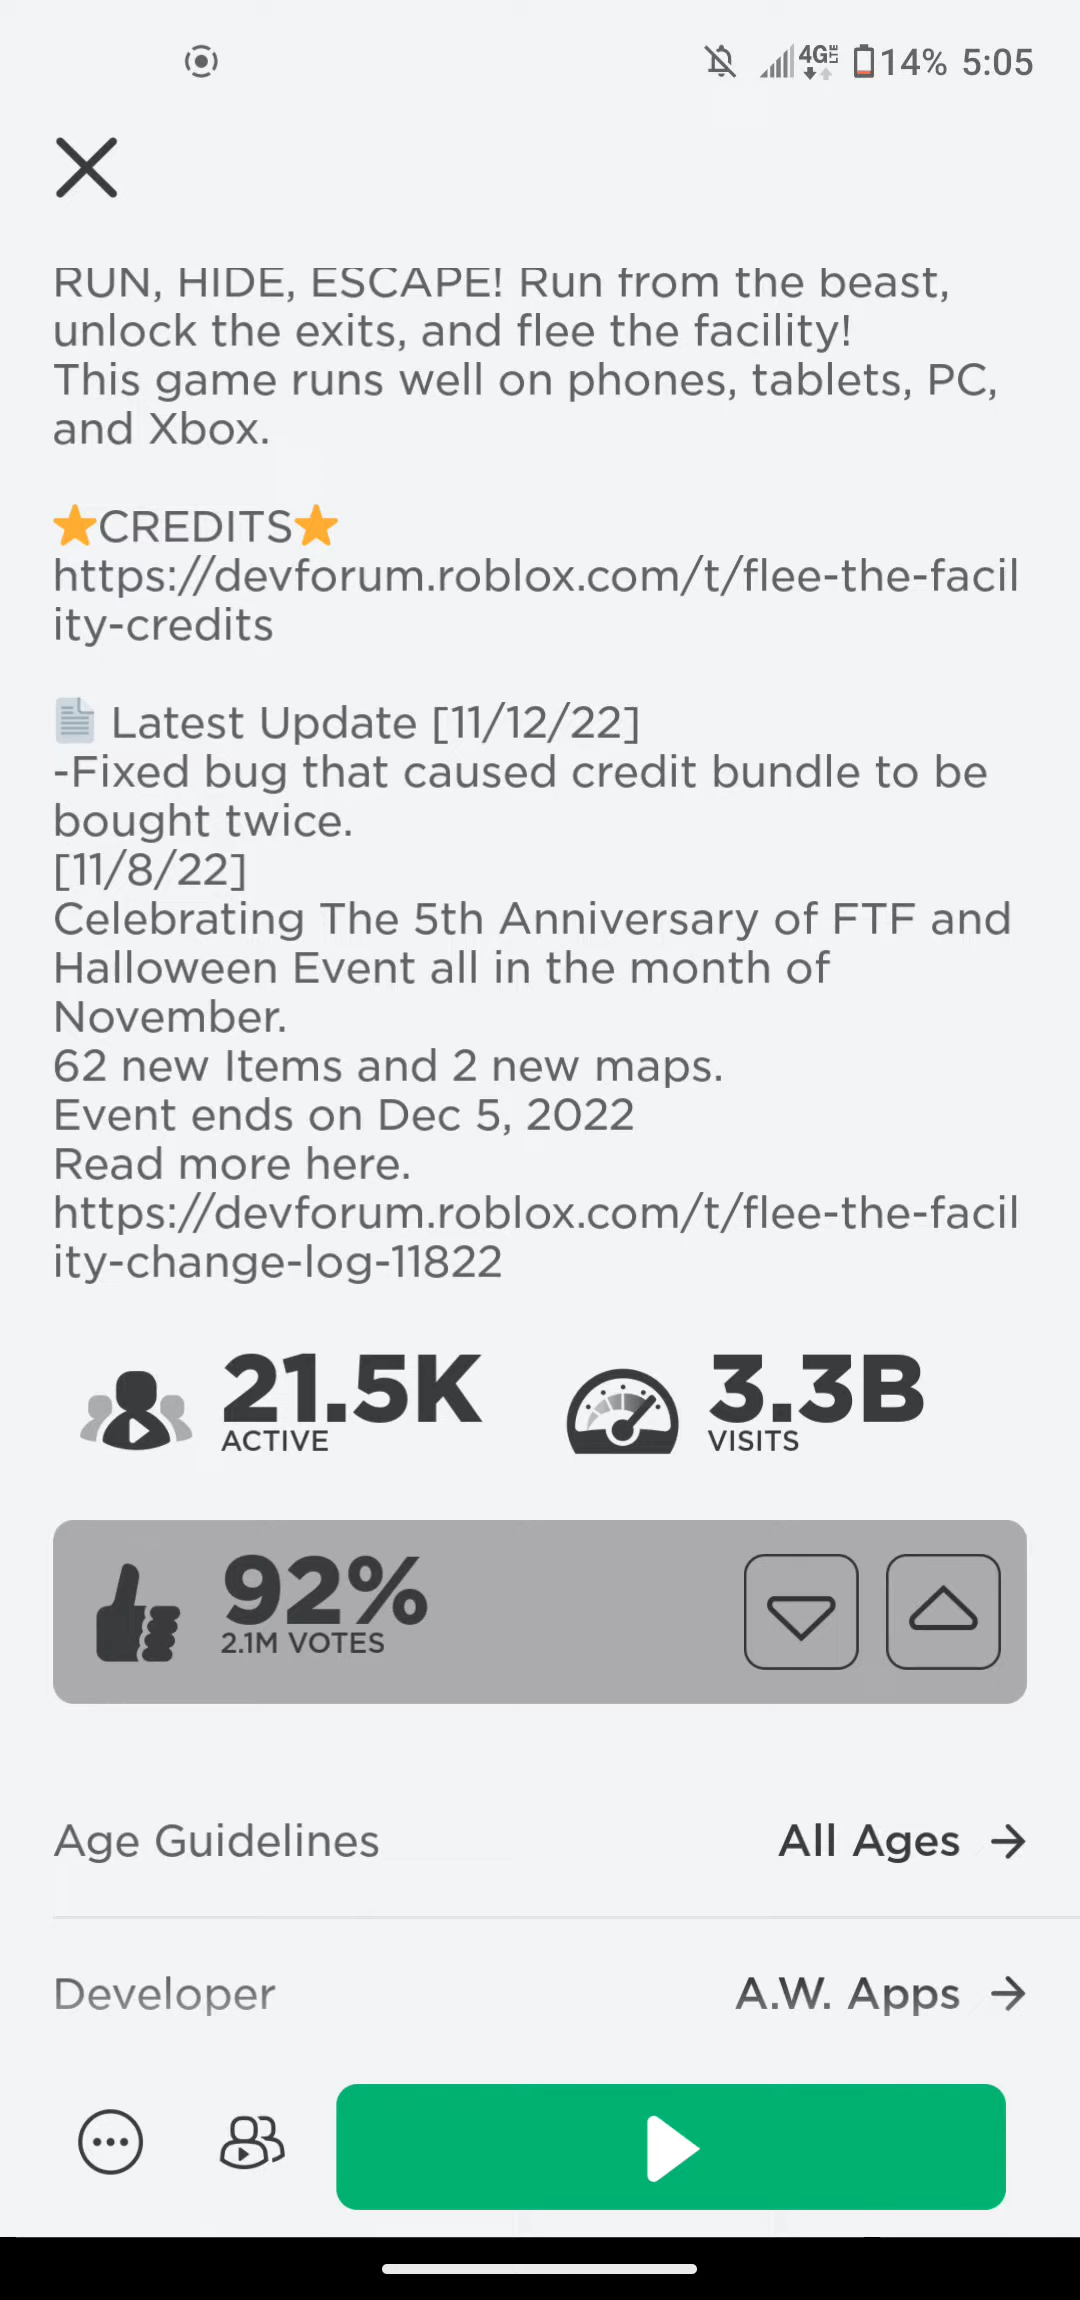 4G LTE 14% 5:05
RUN, HIDE, ESCAPE! Run from the beast,
unlock the exits, and flee the facility!
This game runs well on phones, tablets, PC,
and Xbox.
⭐CREDITS⭐
https://devforum.roblox.com/t/flee-the-facil
ity-credits
📄 Latest Update [11/12/22]
-Fixed bug that caused credit bundle to be
bought twice.
[11/8/22]
Celebrating The 5th Anniversary of FTF and
Halloween Event all in the month of
November.
62 new Items and 2 new maps.
Event ends on Dec 5, 2022
Read more here.
https://devforum.roblox.com/t/flee-the-facil
ity-change-log-11822
21.5K 3.3B
ACTIVE VISITS
92%
2.1M VOTES
Age Guidelines All Ages →
Developer A.W. Apps →